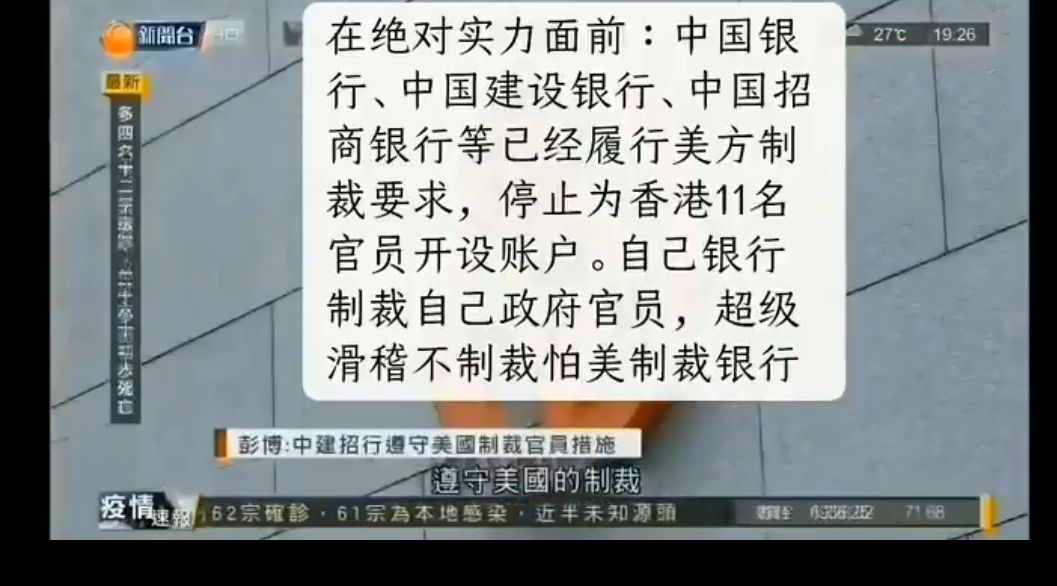 新聞台
27℃ 19.26
最新
在绝对实力面前：中国银
行、中国建设银行、中国招
商银行等已经履行美方制
裁要求，停止为香港11名
官员开设账户。自己银行
制裁自己政府官员，超级
滑稽不制裁怕美制裁银行
彭博:中建招行遵守美國制裁官員措施
遵守美國的制裁
疫情
速報
62宗確診，61宗為本地感染，近半未知源頭
71.68